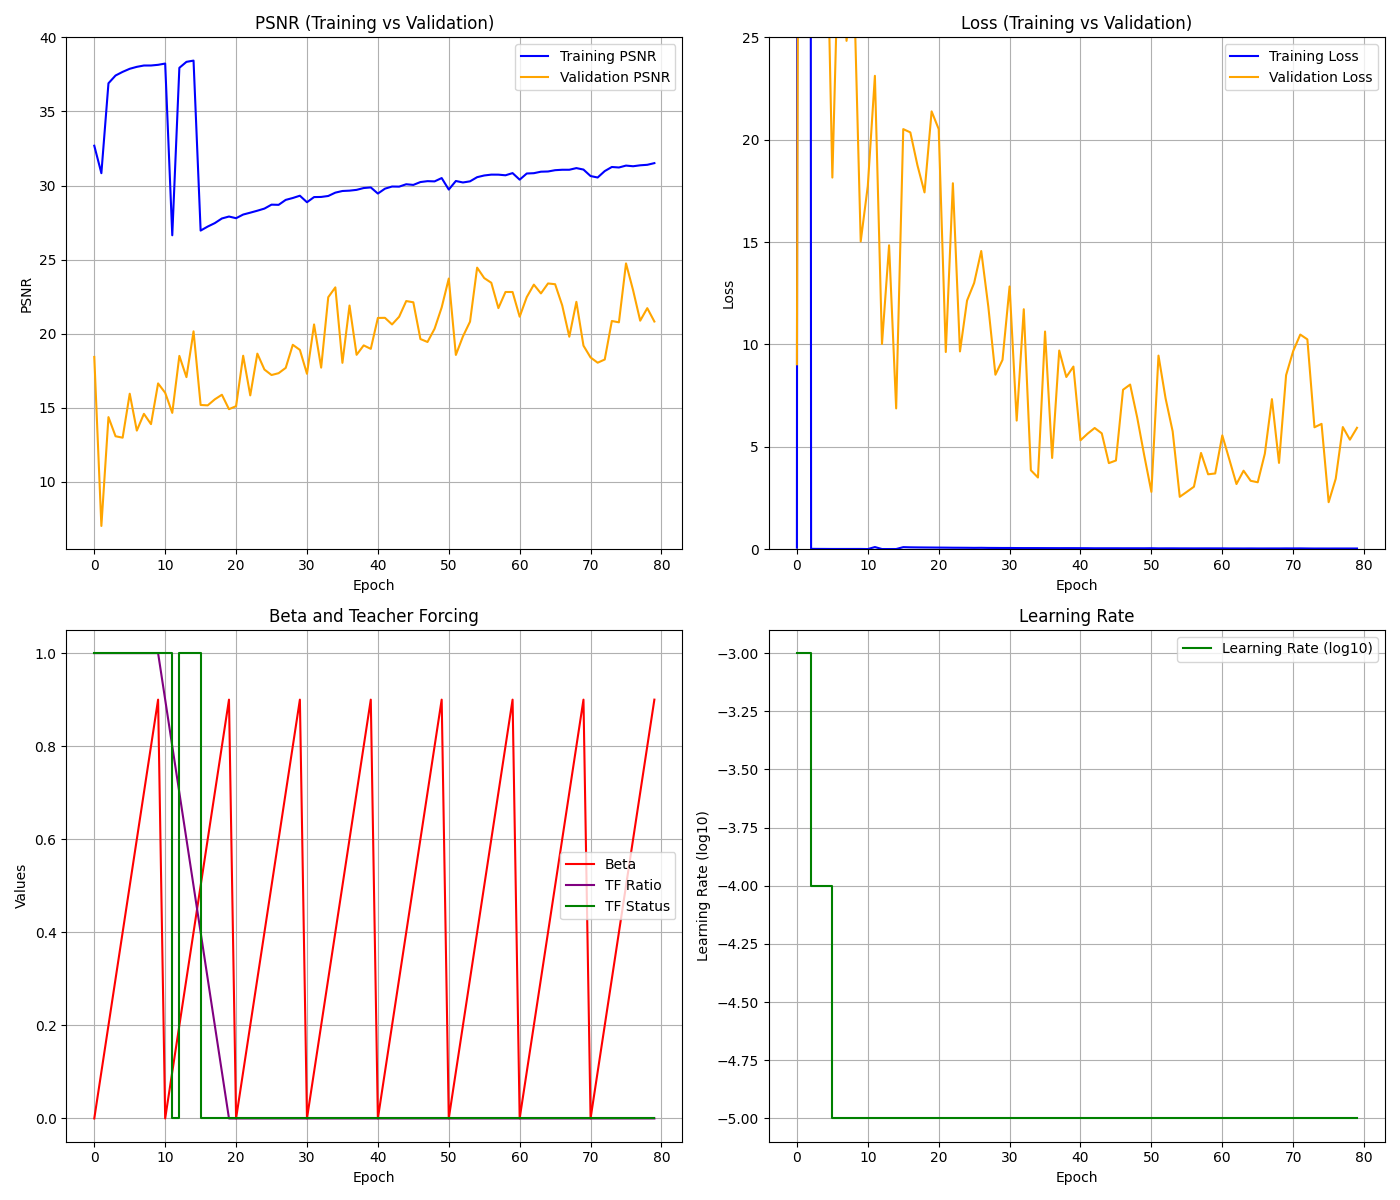 PSNR (Training vs Validation)
Training PSNR
Validation PSNR
40
35
30
25
20
15
10
PSNR
0 10 20 30 40 50 60 70 80
Epoch
Loss (Training vs Validation)
Training Loss
Validation Loss
25
20
15
10
5
0
Loss
0 10 20 30 40 50 60 70 80
Epoch
Beta and Teacher Forcing
1.0
0.8
0.6
0.4
0.2
0.0
Values
Beta
TF Ratio
TF Status
0 10 20 30 40 50 60 70 80
Epoch
Learning Rate
Learning Rate (log10)
−3.00
−3.25
−3.50
−3.75
−4.00
−4.25
−4.50
−4.75
−5.00
Learning Rate (log10)
0 10 20 30 40 50 60 70 80
Epoch